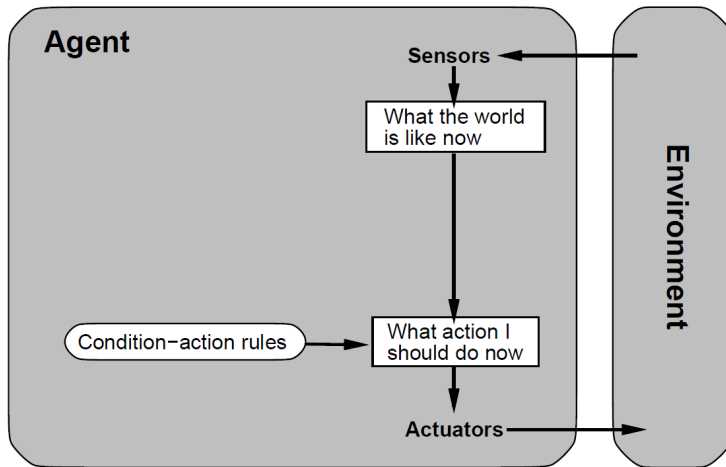 Agent
Sensors
What the world
is like now
Environment
Condition−action rules
What action I
should do now
Actuators